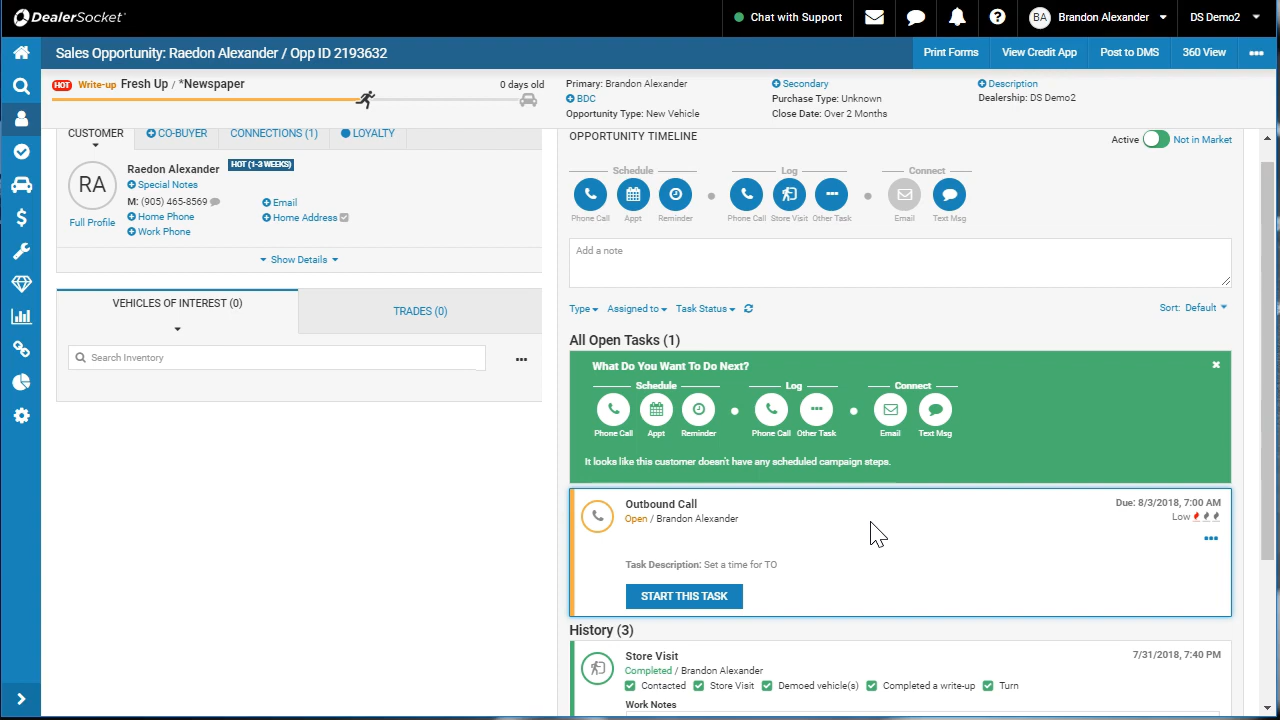 DealerSocket
Chat with Support
BA Brandon Alexander
DS Demo2
Sales Opportunity: Raedon Alexander / Opp ID 2193632
Print Forms
View Credit App
Post to DMS
360 View
HOT Write-up Fresh Up / *Newspaper
0 days old
Primary: Brandon Alexander
BDC
Opportunity Type: New Vehicle
Secondary
Purchase Type: Unknown
Close Date: Over 2 Months
Description
Dealership: DS Demo2
CUSTOMER
CO-BUYER
CONNECTIONS (1)
LOYALTY
RA
Full Profile
Raedon Alexander HOT (1-3 WEEKS)
Special Notes
M: (905) 465-8569
Home Phone
Work Phone
Email
Home Address
Show Details
VEHICLES OF INTEREST (0)
TRADES (0)
Search Inventory
OPPORTUNITY TIMELINE
Active Not in Market
Schedule Log Connect
Phone Call Appt Reminder Phone Call Store Visit Other Task Email Text Msg
Add a note
Type Assigned to Task Status
Sort: Default
All Open Tasks (1)
What Do You Want To Do Next?
Schedule Log Connect
Phone Call Appt Reminder Phone Call Other Task Email Text Msg
It looks like this customer doesn't have any scheduled campaign steps.
Outbound Call
Open / Brandon Alexander
Due: 8/3/2018, 7:00 AM
Low
Task Description: Set a time for TO
START THIS TASK
History (3)
Store Visit
7/31/2018, 7:40 PM
Completed / Brandon Alexander
Contacted Store Visit Demoed vehicle(s) Completed a write-up Turn
Work Notes